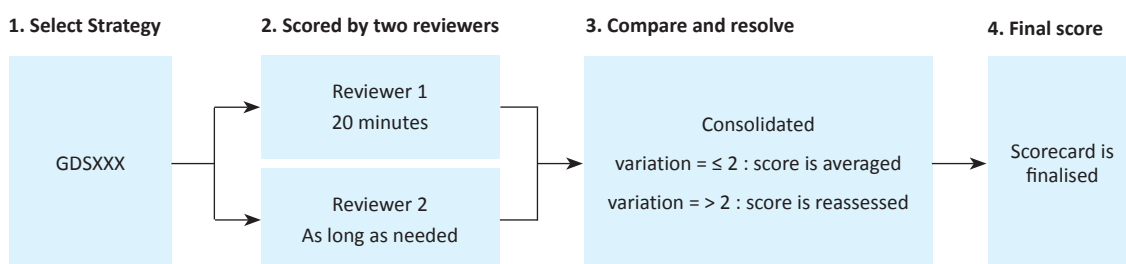 1. Select Strategy
2. Scored by two reviewers
3. Compare and resolve
4. Final score
GDSXXX
Reviewer 1
20 minutes
Reviewer 2
As long as needed
Consolidated
variation = ≤ 2 : score is averaged
variation = > 2 : score is reassessed
Scorecard is
finalised